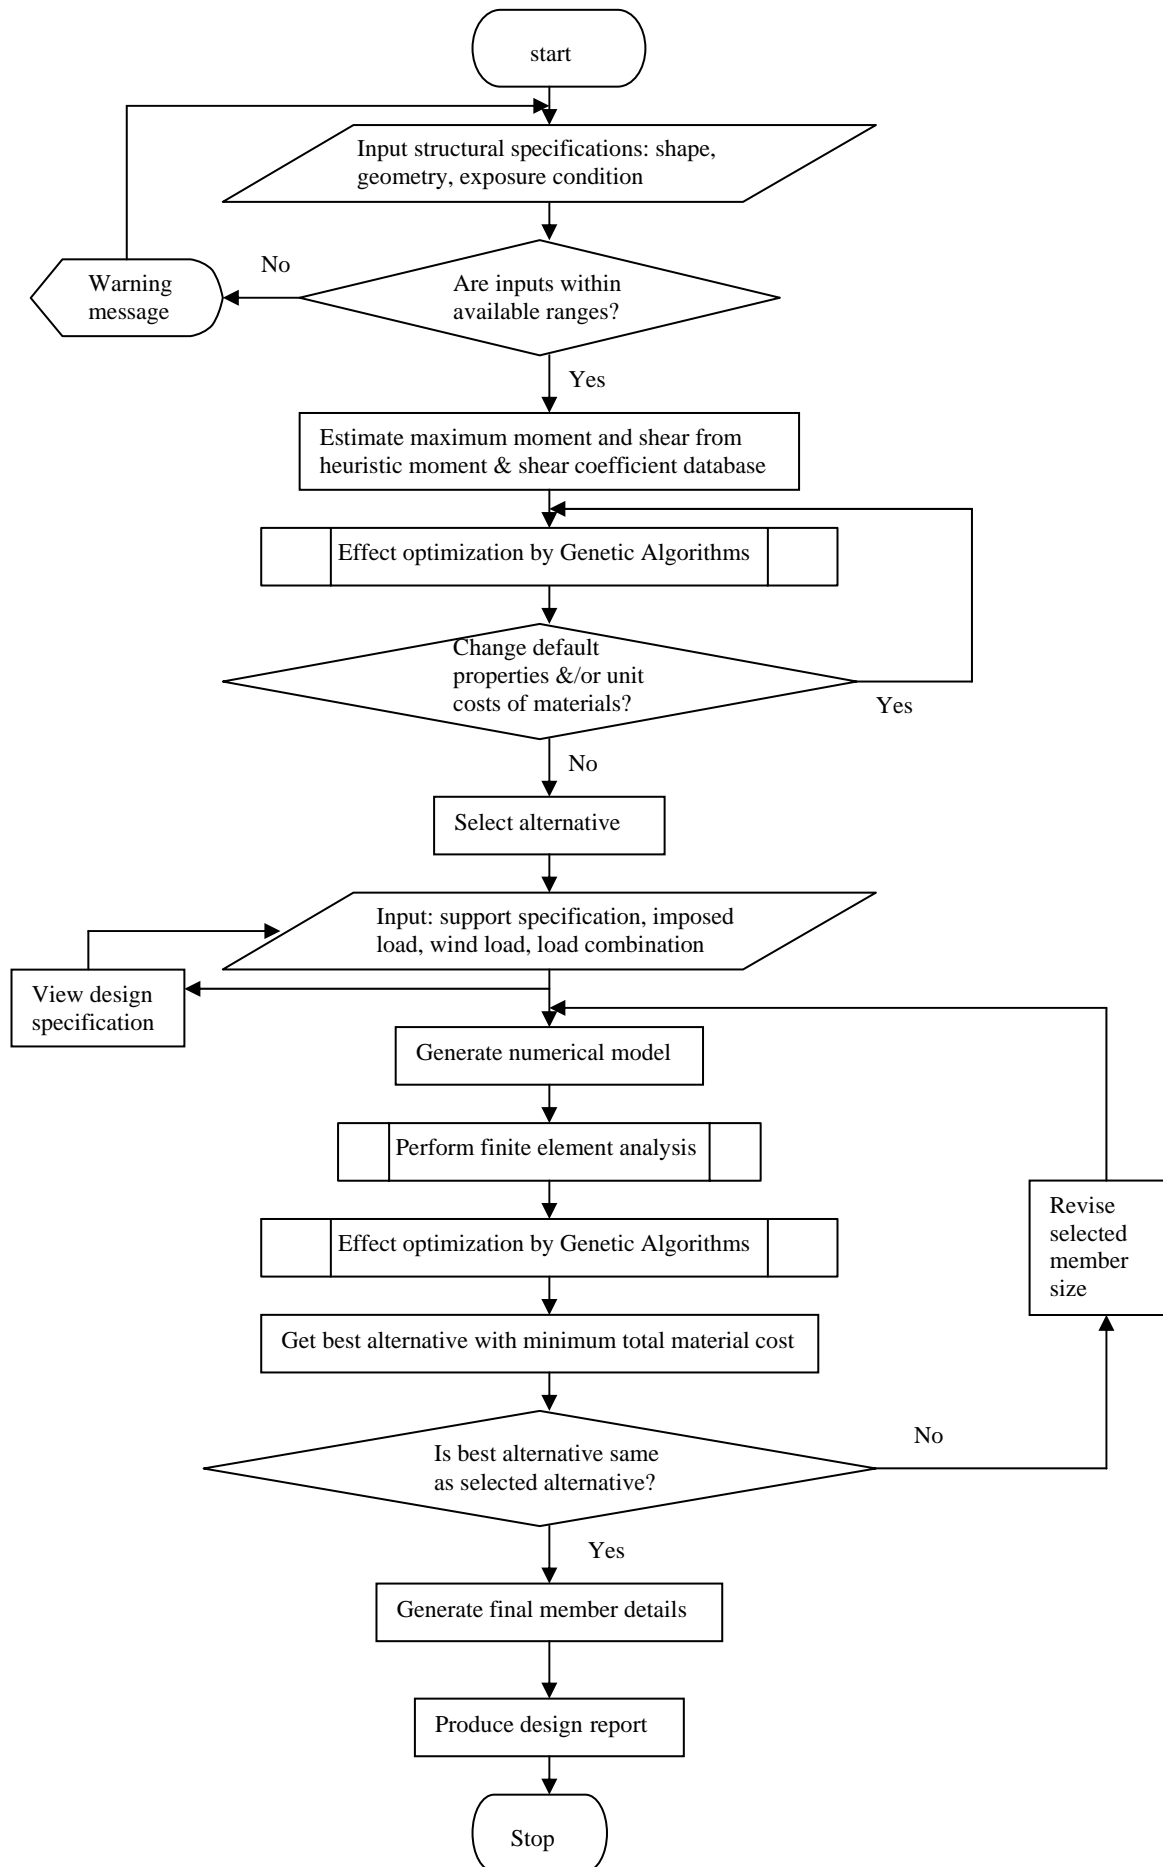 start
Input structural specifications: shape,
geometry, exposure condition
No
Warning
message
Are inputs within
available ranges?
Yes
Estimate maximum moment and shear from
heuristic moment & shear coefficient database
Effect optimization by Genetic Algorithms
Change default
properties &/or unit
costs of materials?
Yes
No
Select alternative
Input: support specification, imposed
load, wind load, load combination
View design
specification
Generate numerical model
Perform finite element analysis
Revise
selected
member
size
Effect optimization by Genetic Algorithms
Get best alternative with minimum total material cost
Is best alternative same
as selected alternative?
No
Yes
Generate final member details
Produce design report
Stop